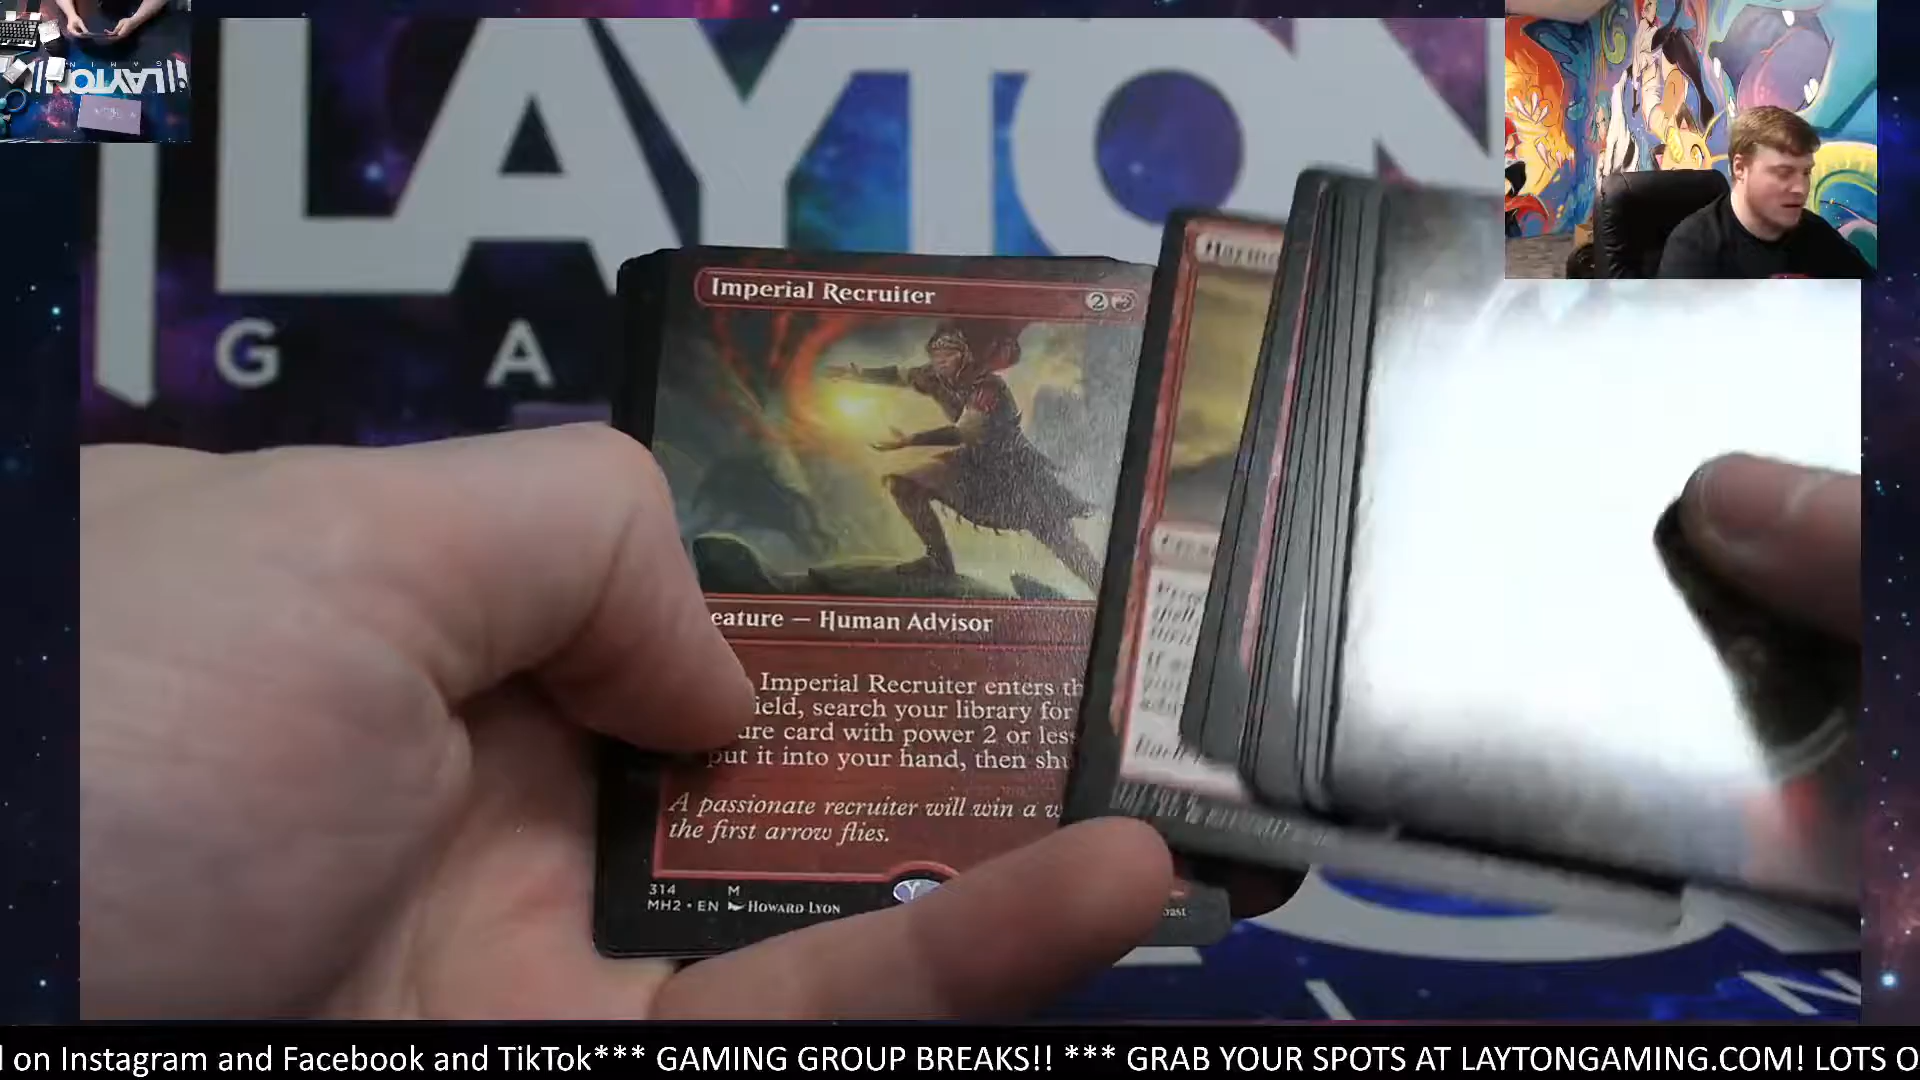 LAYTON
G A
Imperial Recruiter 2
eature — Human Advisor
Imperial Recruiter enters th
ield, search your library for
ure card with power 2 or less
put it into your hand, then shu
A passionate recruiter will win a w
the first arrow flies.
314 M
MH2 • EN Howard Lyon
oast
l on Instagram and Facebook and TikTok*** GAMING GROUP BREAKS!! *** GRAB YOUR SPOTS AT LAYTONGAMING.COM! LOTS O